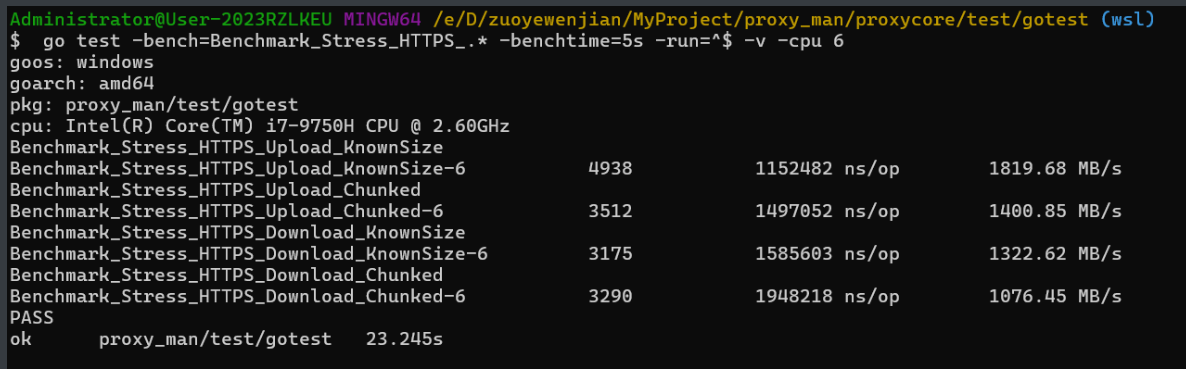 Administrator@User-2023RZLKEU MINGW64 /e/D/zuoyewenjian/MyProject/proxy_man/proxycore/test/gotest (wsl)
$  go test -bench=Benchmark_Stress_HTTPS_.* -benchtime=5s -run=^$ -v -cpu 6
goos: windows
goarch: amd64
pkg: proxy_man/test/gotest
cpu: Intel(R) Core(TM) i7-9750H CPU @ 2.60GHz
Benchmark_Stress_HTTPS_Upload_KnownSize
Benchmark_Stress_HTTPS_Upload_KnownSize-6           4938           1152482 ns/op        1819.68 MB/s
Benchmark_Stress_HTTPS_Upload_Chunked
Benchmark_Stress_HTTPS_Upload_Chunked-6             3512           1497052 ns/op        1400.85 MB/s
Benchmark_Stress_HTTPS_Download_KnownSize
Benchmark_Stress_HTTPS_Download_KnownSize-6         3175           1585603 ns/op        1322.62 MB/s
Benchmark_Stress_HTTPS_Download_Chunked
Benchmark_Stress_HTTPS_Download_Chunked-6           3290           1948218 ns/op        1076.45 MB/s
PASS
ok      proxy_man/test/gotest   23.245s